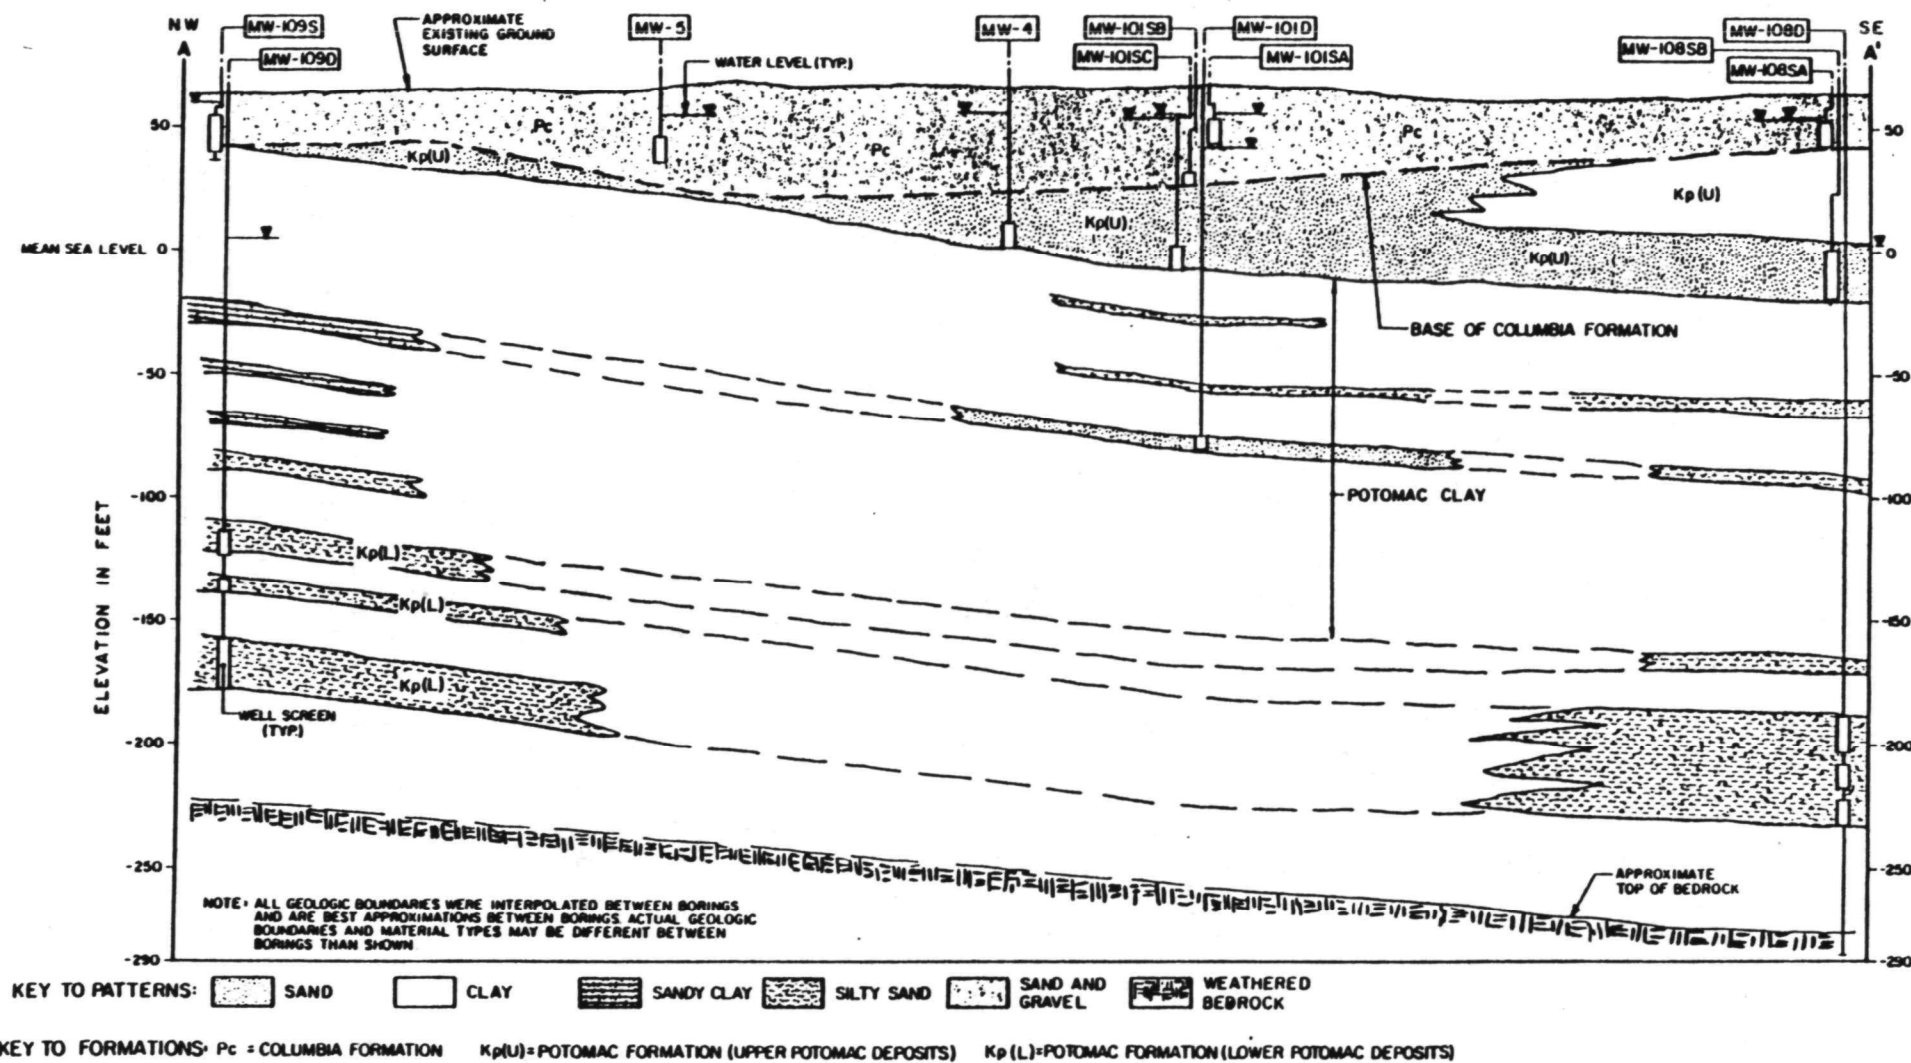 NW
A
MW-109S
MW-109D
APPROXIMATE
EXISTING GROUND
SURFACE
MW-5
WATER LEVEL (TYP.)
MW-4
MW-101SB
MW-101SC
MW-101D
MW-101SA
MW-108D
MW-108SB
MW-108SA
SE
A'
50
Pc
Pc
Pc
50
Kp(U)
Kp(U)
Kp(U)
Kp(U)
MEAN SEA LEVEL 0
0
BASE OF COLUMBIA FORMATION
-50
-50
POTOMAC CLAY
-100
-100
ELEVATION IN FEET
Kp(L)
Kp(L)
-150
-150
Kp(L)
WELL SCREEN
(TYP.)
-200
-200
-250
-250
APPROXIMATE
TOP OF BEDROCK
NOTE: ALL GEOLOGIC BOUNDARIES WERE INTERPOLATED BETWEEN BORINGS
AND ARE BEST APPROXIMATIONS BETWEEN BORINGS. ACTUAL GEOLOGIC
BOUNDARIES AND MATERIAL TYPES MAY BE DIFFERENT BETWEEN
BORINGS THAN SHOWN
-290
-290
KEY TO PATTERNS: SAND CLAY SANDY CLAY SILTY SAND SAND AND GRAVEL WEATHERED BEDROCK
KEY TO FORMATIONS: Pc = COLUMBIA FORMATION Kp(U)=POTOMAC FORMATION (UPPER POTOMAC DEPOSITS) Kp(L)=POTOMAC FORMATION (LOWER POTOMAC DEPOSITS)